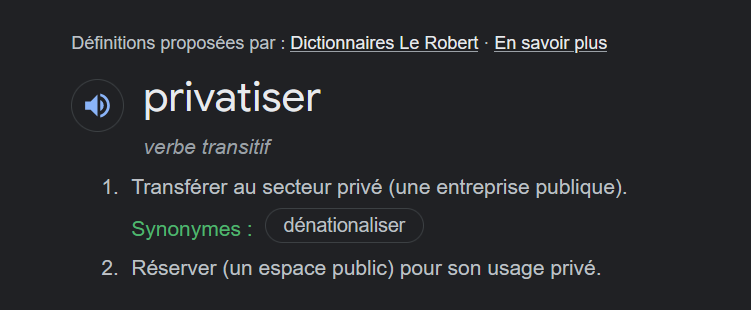 Définitions proposées par : Dictionnaires Le Robert · En savoir plus
privatiser
verbe transitif
1. Transférer au secteur privé (une entreprise publique).
Synonymes : dénationaliser
2. Réserver (un espace public) pour son usage privé.